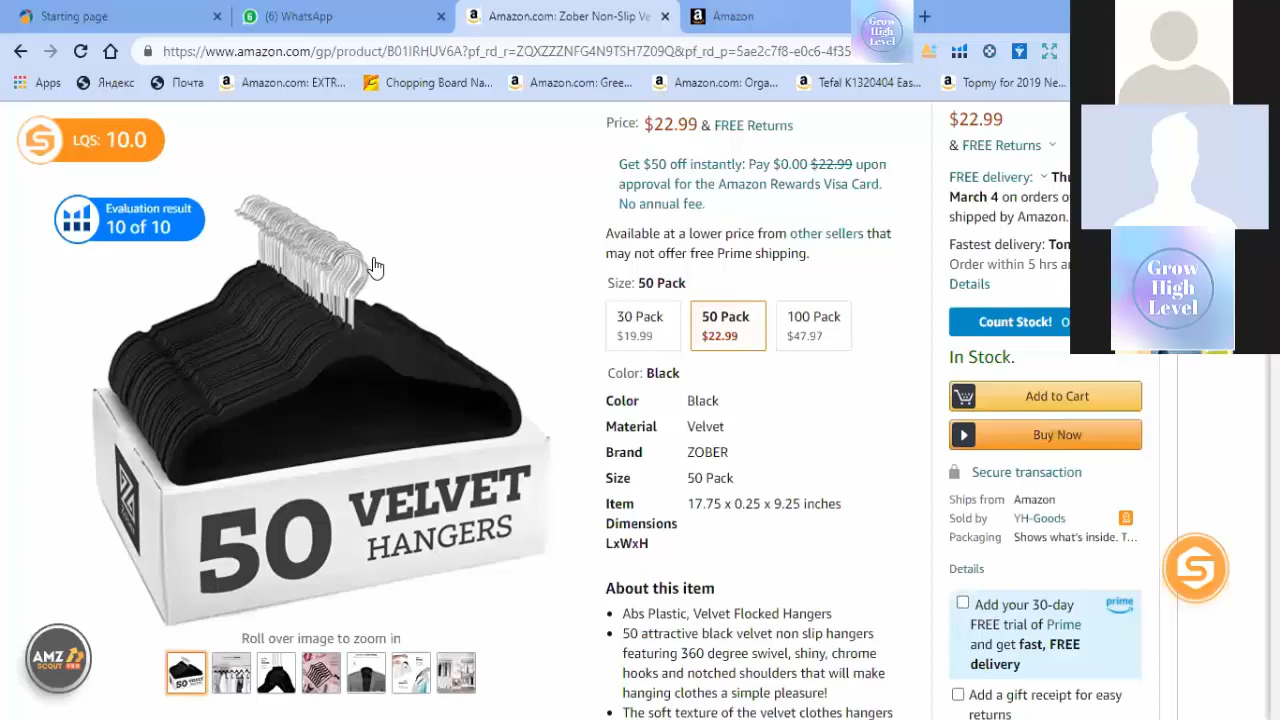 Starting page
(6) WhatsApp
Amazon.com: Zober Non-Slip Ve
Amazon
https://www.amazon.com/gp/product/B01IRHUV6A?pf_rd_r=ZQXZZZNFG4N9TSH7Z09Q&pf_rd_p=5ae2c7f8-e0c6-4f35
Grow
High
Level
Apps
Яндекс
Почта
Amazon.com: EXTR...
Chopping Board Na...
Amazon.com: Gree...
Amazon.com: Orga...
Tefal K1320404 Eas...
Topmy for 2019 Ne...
LQS: 10.0
Evaluation result
10 of 10
50 VELVET
HANGERS
Roll over image to zoom in
AMZ
SCOUT PRO
Price: $22.99 & FREE Returns
Get $50 off instantly: Pay $0.00 $22.99 upon
approval for the Amazon Rewards Visa Card.
No annual fee.
Available at a lower price from other sellers that
may not offer free Prime shipping.
Size: 50 Pack
30 Pack
$19.99
50 Pack
$22.99
100 Pack
$47.97
Color: Black
Color Black
Material Velvet
Brand ZOBER
Size 50 Pack
Item 17.75 x 0.25 x 9.25 inches
Dimensions
LxWxH
About this item
• Abs Plastic, Velvet Flocked Hangers
• 50 attractive black velvet non slip hangers
featuring 360 degree swivel, shiny, chrome
hooks and notched shoulders that will make
hanging clothes a simple pleasure!
• The soft texture of the velvet clothes hangers
$22.99
& FREE Returns
FREE delivery: Thu
March 4 on orders o
shipped by Amazon.
Fastest delivery: Ton
Order within 5 hrs a
Details
Count Stock!
In Stock.
Add to Cart
Buy Now
Secure transaction
Ships from Amazon
Sold by YH-Goods
Packaging Shows what's inside. T...
Details
Add your 30-day
FREE trial of Prime
and get fast, FREE
delivery
prime
Add a gift receipt for easy
returns
Grow
High
Level